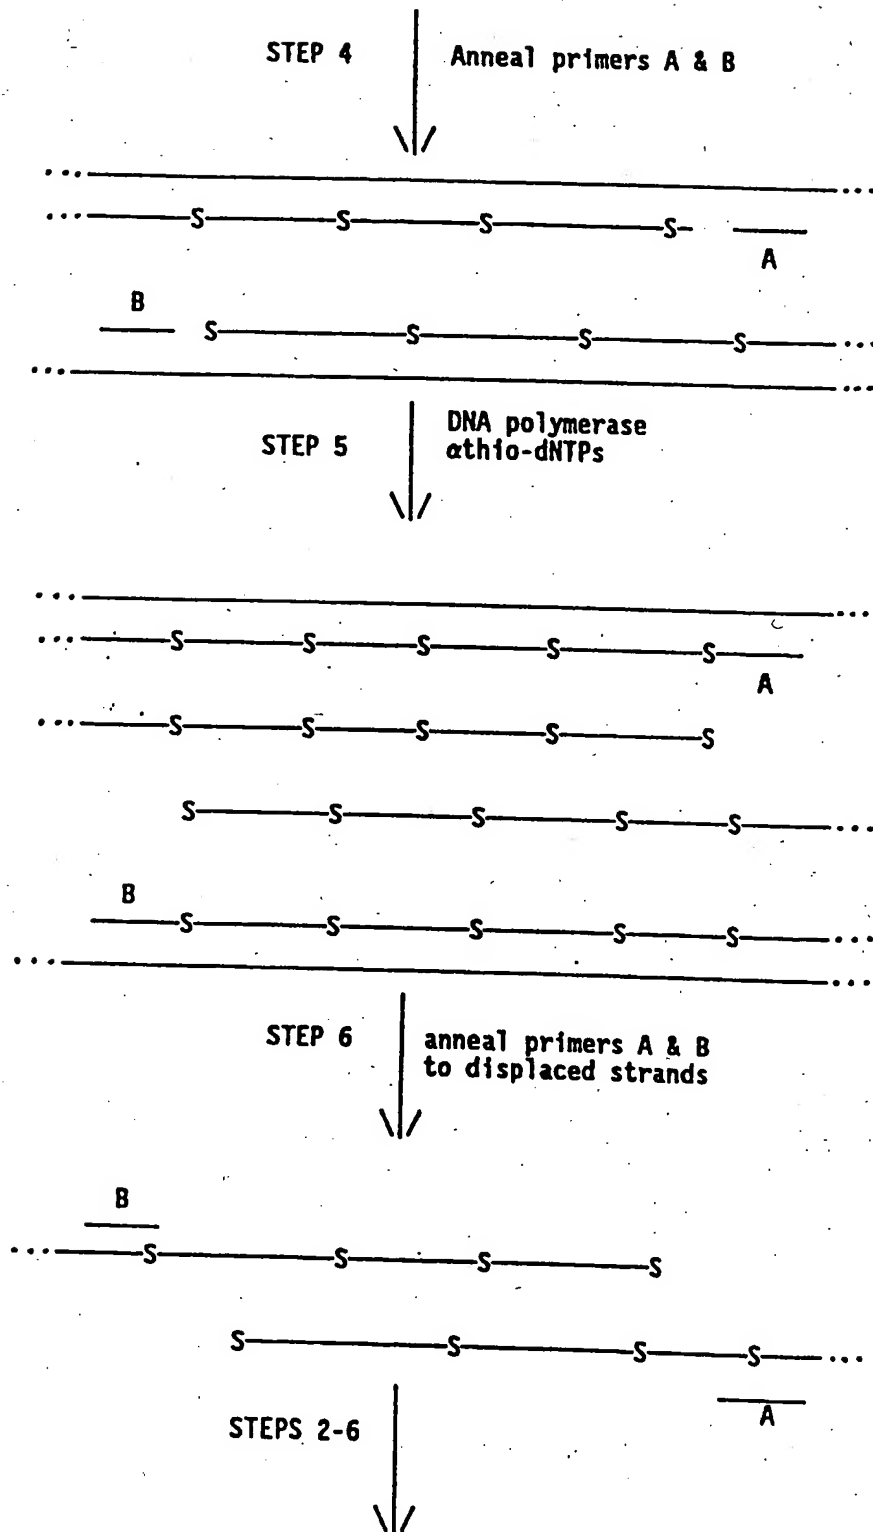 STEP 4 Anneal primers A & B
S S S S
A
B
S S S S
STEP 5 DNA polymerase
αthio-dNTPs
S S S S S
A
S S S S S
S S S S S
B
S S S S S
STEP 6 anneal primers A & B
to displaced strands
B
S S S S
S S S S
A
STEPS 2-6